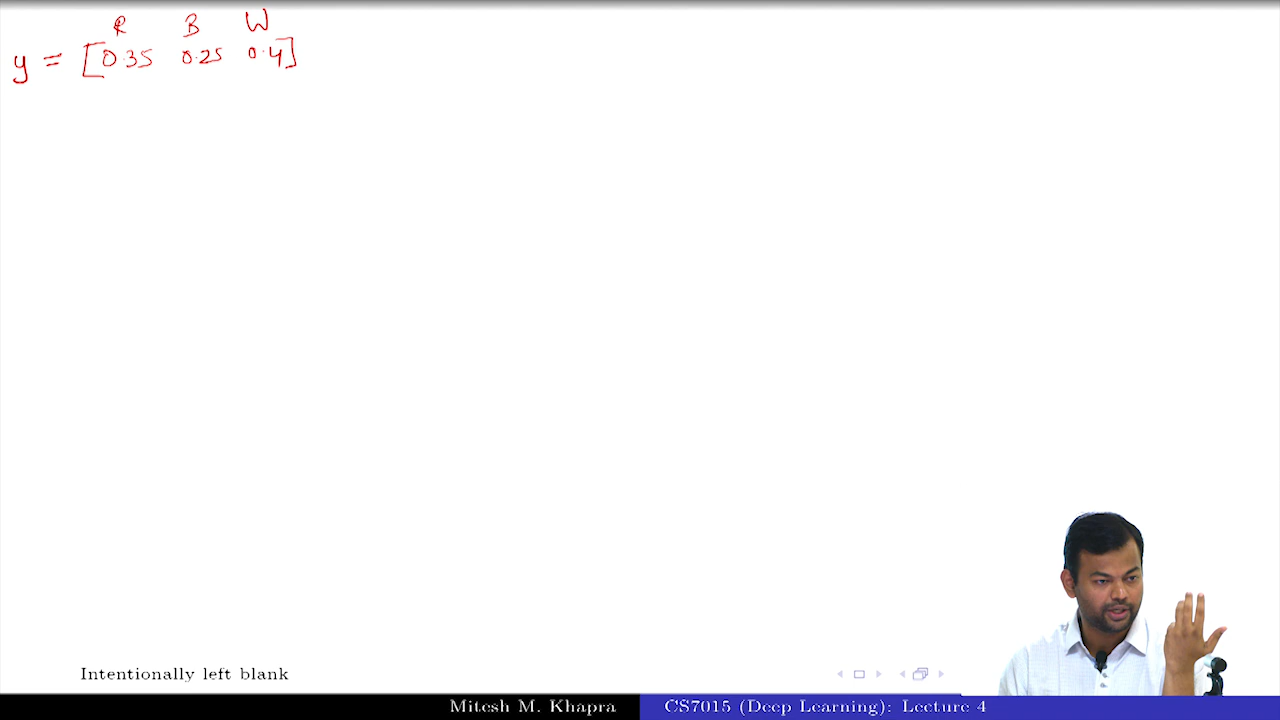 R B W
y = [0.35 0.25 0.4]
Intentionally left blank
Mitesh M. Khapra CS7015 (Deep Learning): Lecture 4